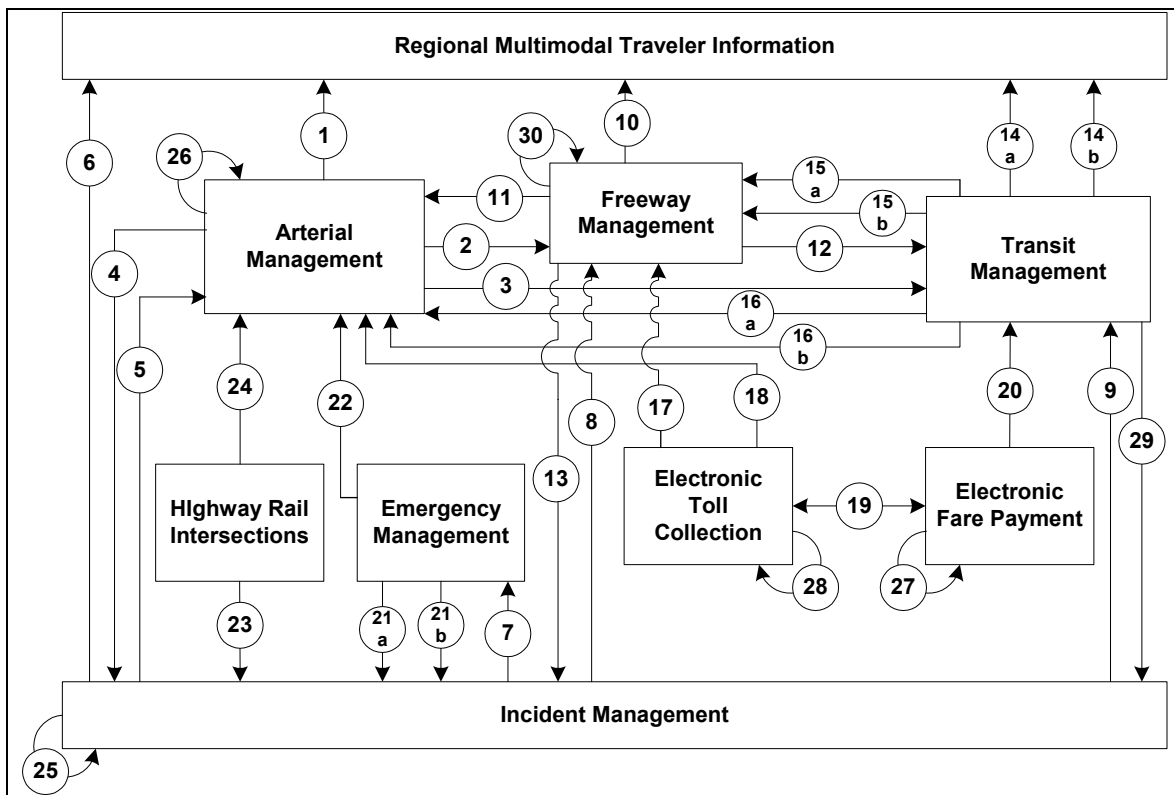 Regional Multimodal Traveler Information
6
1
10
14
a
14
b
26
30
11
15
a
15
b
Freeway
Management
Arterial
Management
2
12
Transit
Management
4
3
16
a
16
b
5
24
22
8
17
18
20
9
29
13
HIghway Rail
Intersections
Emergency
Management
Electronic
Toll
Collection
19
Electronic
Fare Payment
28
27
23
21
a
21
b
7
Incident Management
25